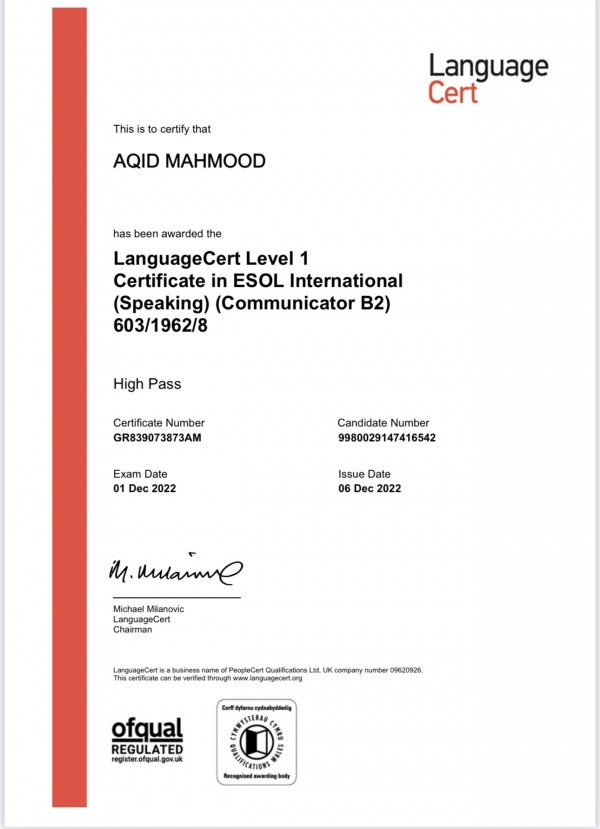 Language
Cert
This is to certify that
AQID MAHMOOD
has been awarded the
LanguageCert Level 1
Certificate in ESOL International
(Speaking) (Communicator B2)
603/1962/8
High Pass
Certificate Number
GR839073873AM
Candidate Number
9980029147416542
Exam Date
01 Dec 2022
Issue Date
06 Dec 2022
M. Milanovic
Michael Milanovic
LanguageCert
Chairman
LanguageCert is a business name of PeopleCert Qualifications Ltd, UK company number 09620926.
This certificate can be verified through www.languagecert.org
ofqual
REGULATED
register.ofqual.gov.uk
Corff dyfarnu cydnabyddedig
CYMWYSTERAU CYMRU
QUALIFICATIONS WALES
Recognised awarding body